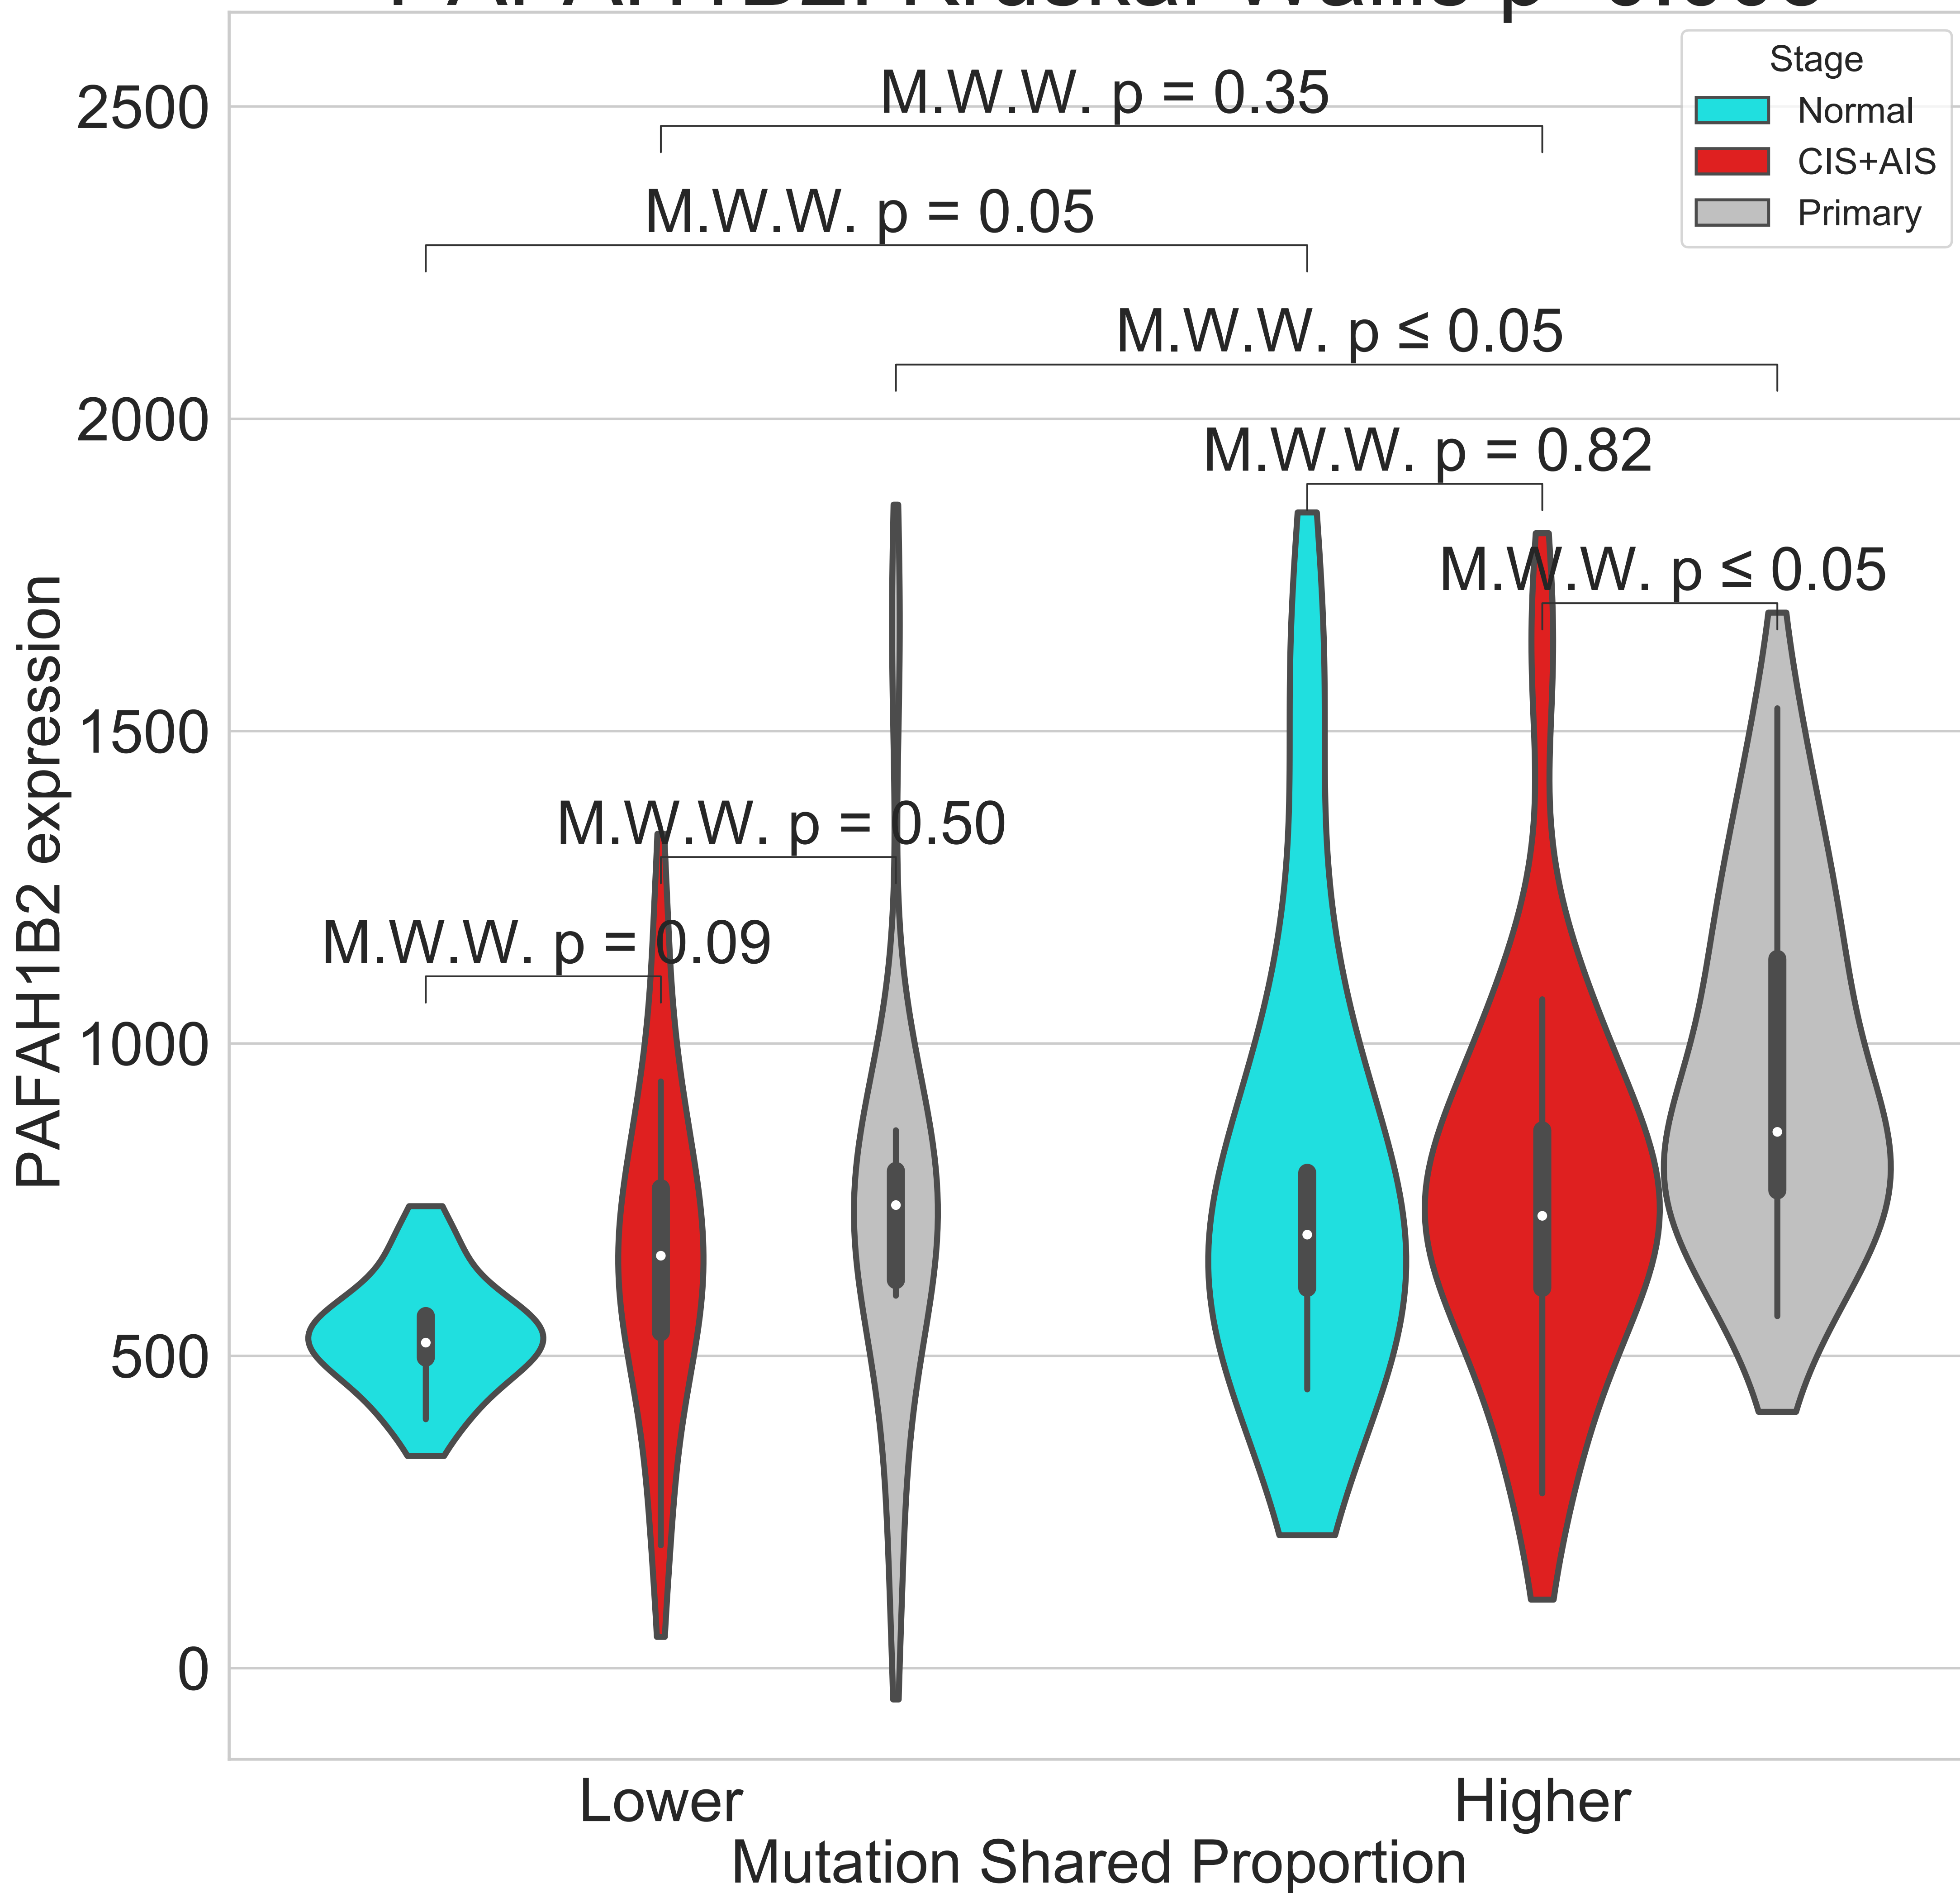 2500
2000
1500
1000
500
0
PAFAH1B2 expression
M.W.W. p = 0.35
M.W.W. p = 0.05
M.W.W. p ≤ 0.05
M.W.W. p = 0.82
M.W.W. p ≤ 0.05
M.W.W. p = 0.50
M.W.W. p = 0.09
Stage
Normal
CIS+AIS
Primary
Lower
Higher
Mutation Shared Proportion